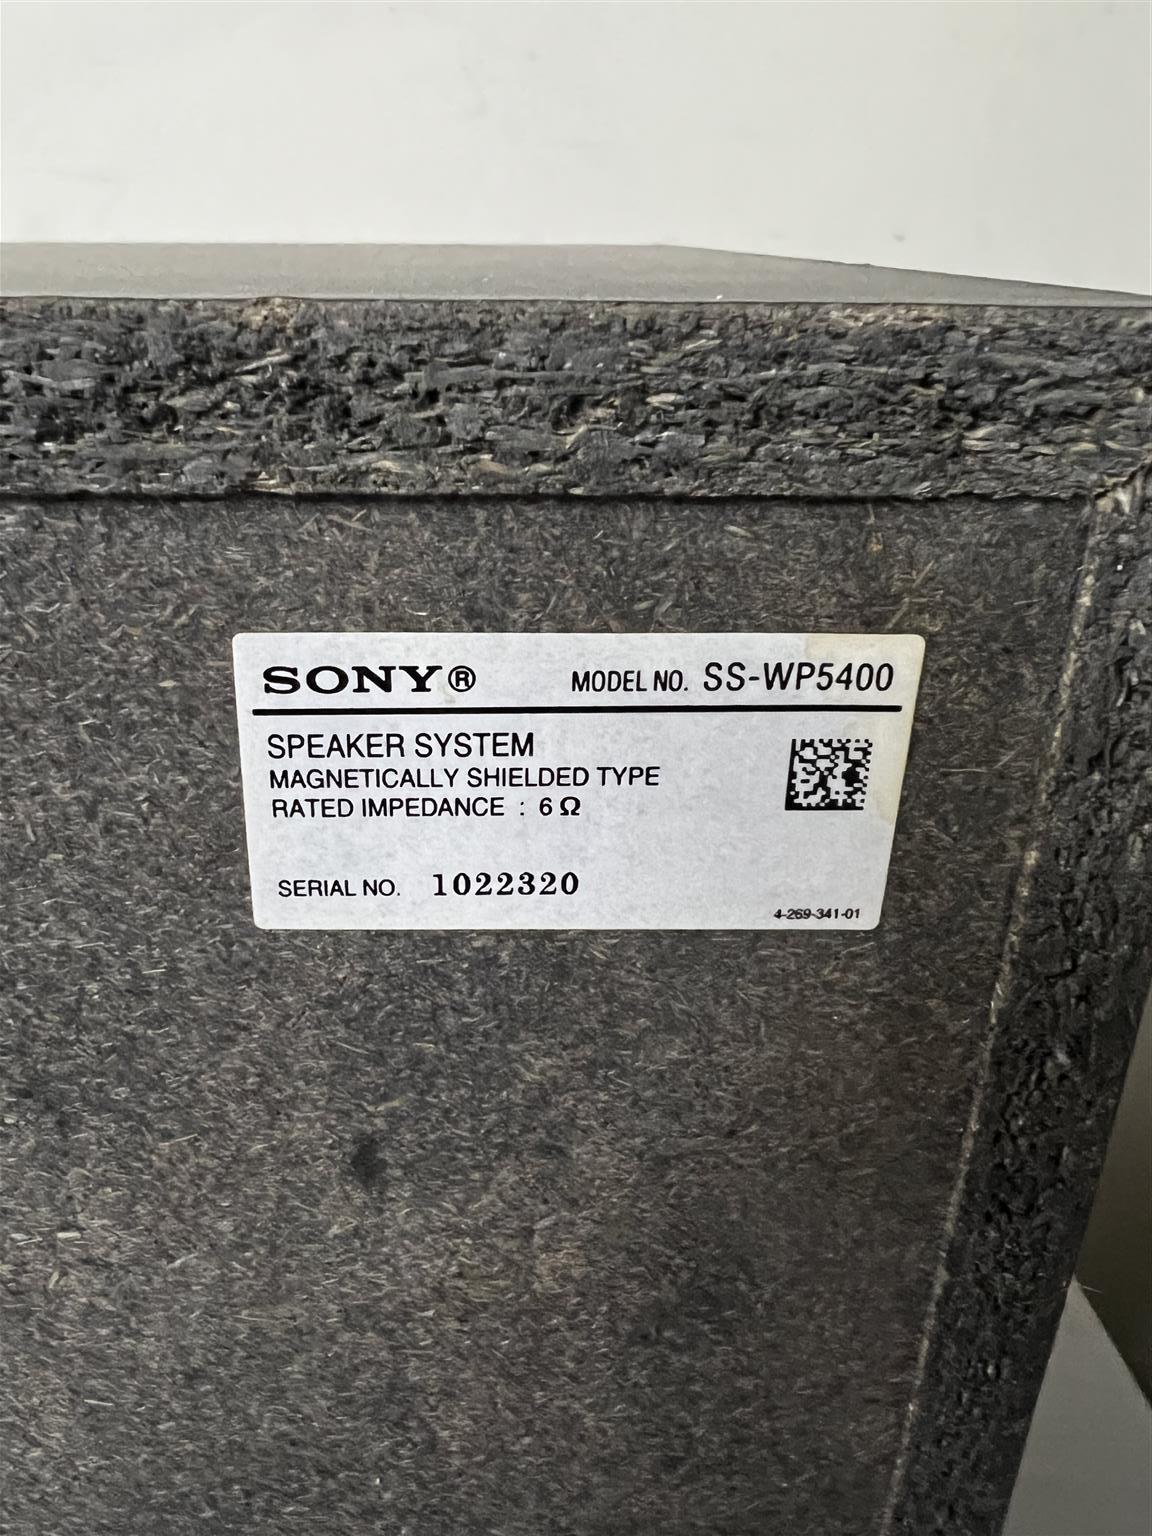 SONY® MODEL NO. SS-WP5400
SPEAKER SYSTEM
MAGNETICALLY SHIELDED TYPE
RATED IMPEDANCE : 6 Ω
SERIAL NO. 1022320
4-269-341-01